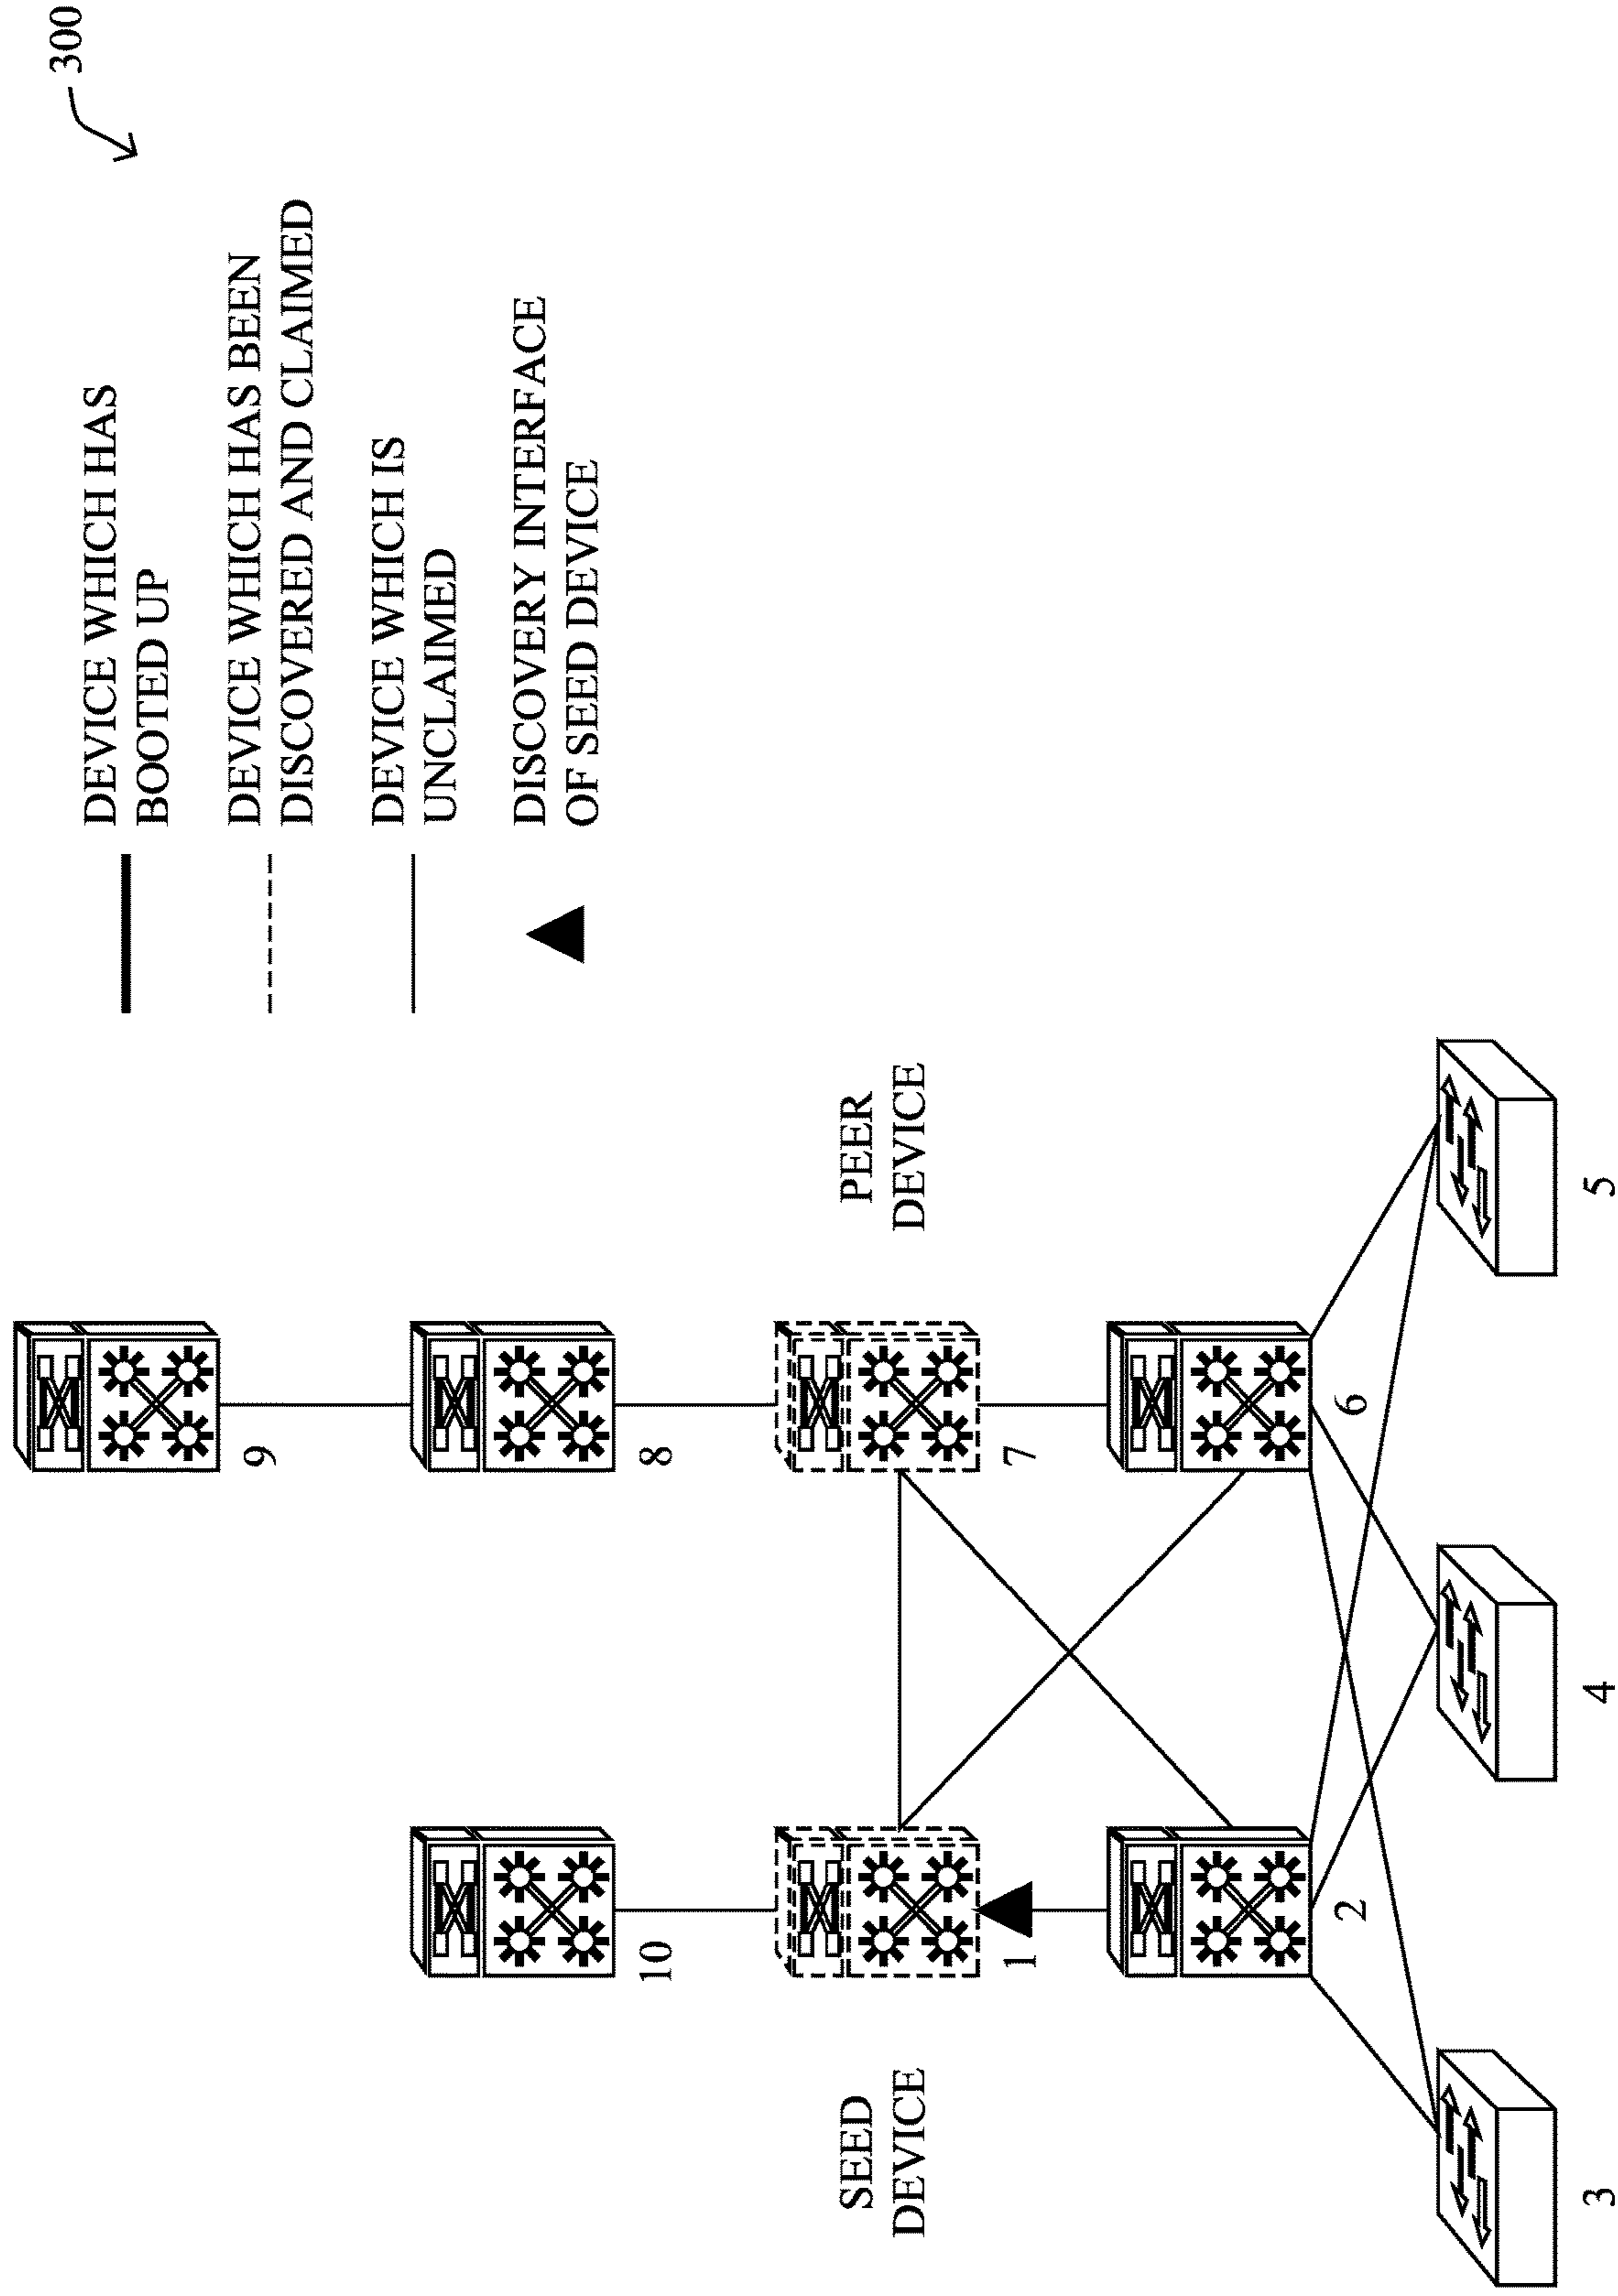 300
DEVICE WHICH HAS
BOOTED UP
DEVICE WHICH HAS BEEN
DISCOVERED AND CLAIMED
DEVICE WHICH IS
UNCLAIMED
DISCOVERY INTERFACE
OF SEED DEVICE
9
10
8
SEED
DEVICE
PEER
DEVICE
1
7
2
6
3
4
5